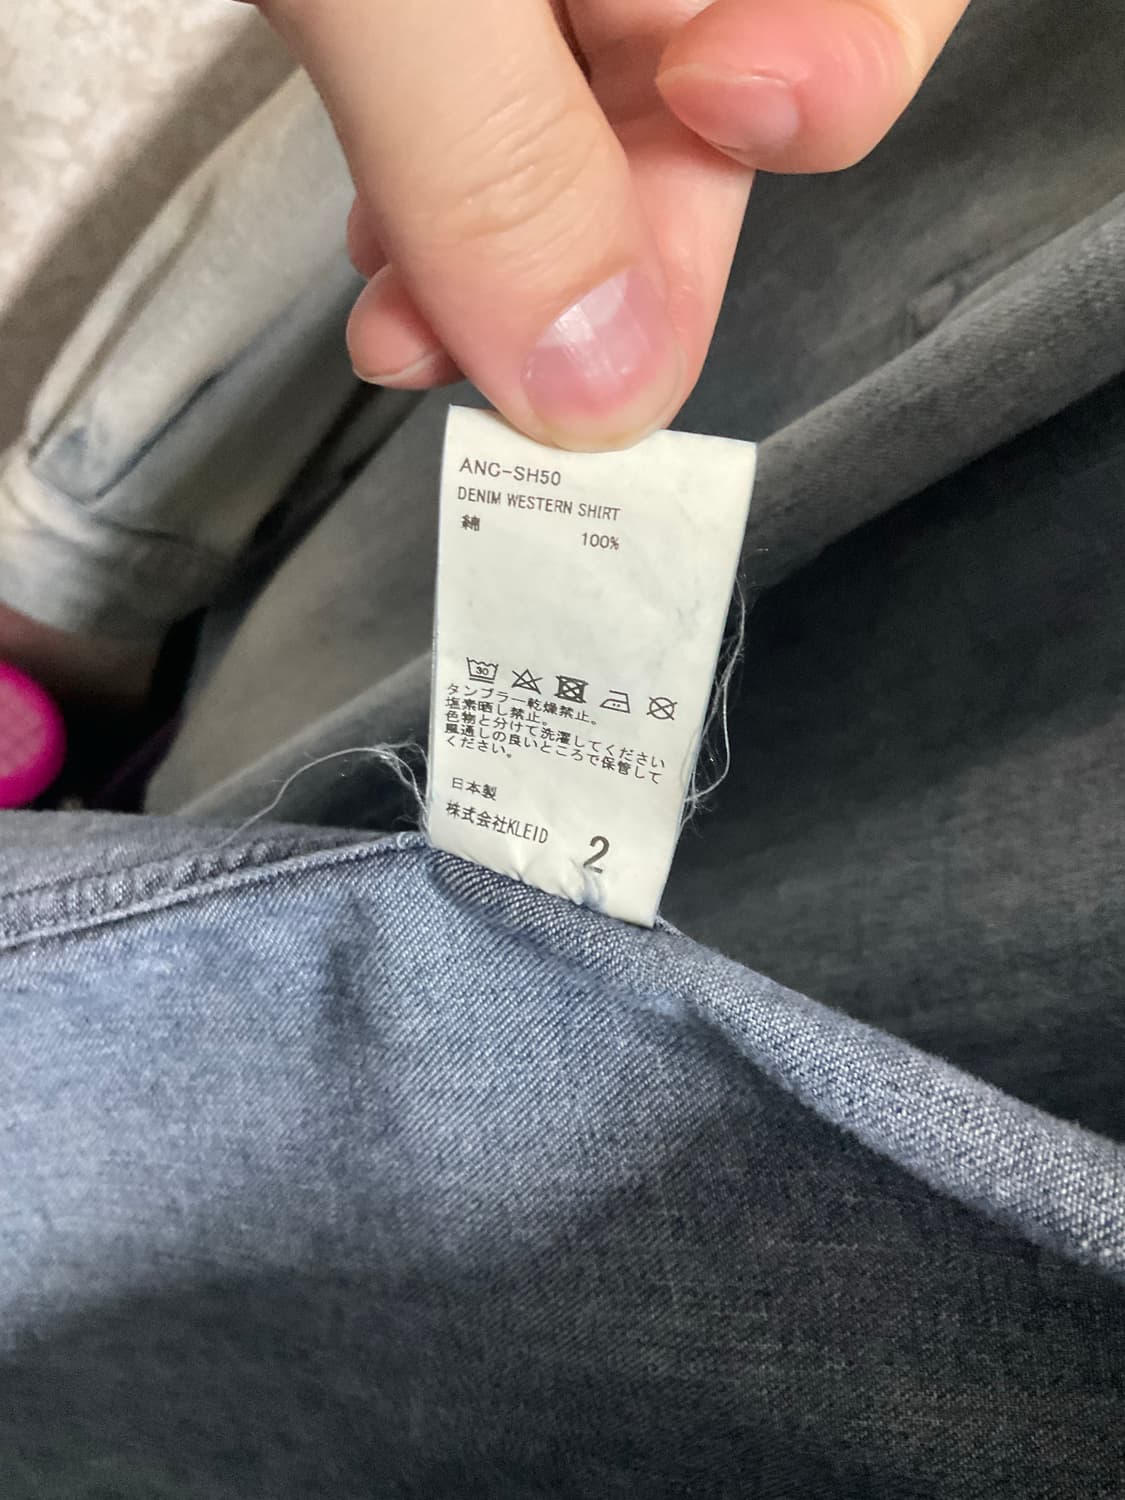 ANC-SH50
DENIM WESTERN SHIRT
綿 100%
30
タンブラー乾燥禁止。
塩素晒し禁止。
色物と分けて洗濯してください
風通しの良いところで保管して
ください。
日本製
株式会社KLEID 2